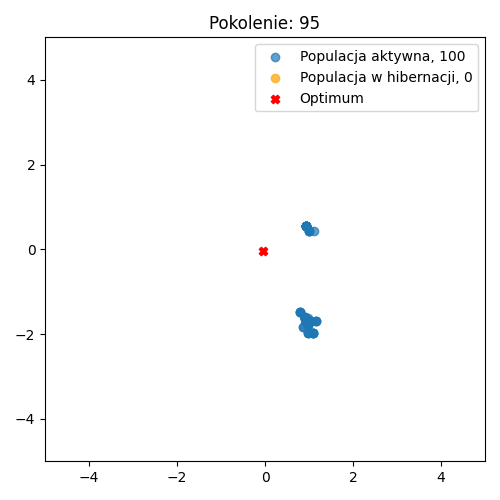 Pokolenie: 95
Populacja aktywna, 100
Populacja w hibernacji, 0
Optimum
4
2
0
−2
−4
−4 −2 0 2 4